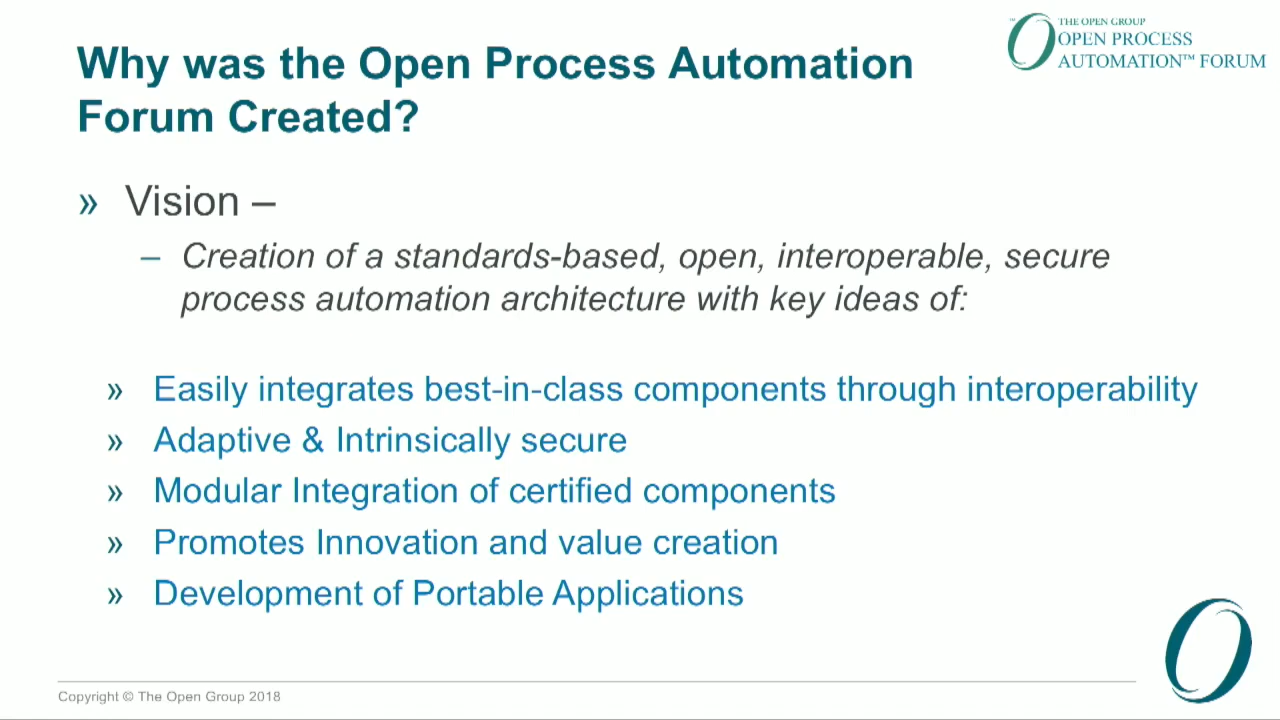 Why was the Open Process Automation
Forum Created?
THE OPEN GROUP
OPEN PROCESS
AUTOMATION™ FORUM
» Vision –
– Creation of a standards-based, open, interoperable, secure
process automation architecture with key ideas of:
» Easily integrates best-in-class components through interoperability
» Adaptive & Intrinsically secure
» Modular Integration of certified components
» Promotes Innovation and value creation
» Development of Portable Applications
Copyright © The Open Group 2018